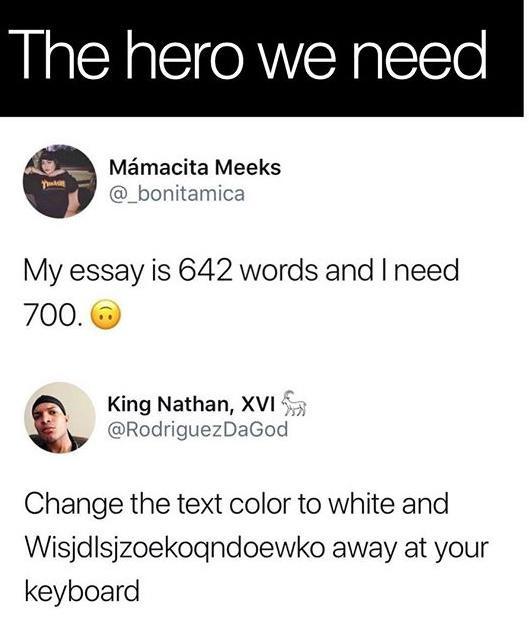 The hero we need
Mámacita Meeks
@_bonitamica
My essay is 642 words and I need
700. 🙃
King Nathan, XVI 🐐
@RodriguezDaGod
Change the text color to white and
Wisjdlsjzoekoqndoewko away at your
keyboard